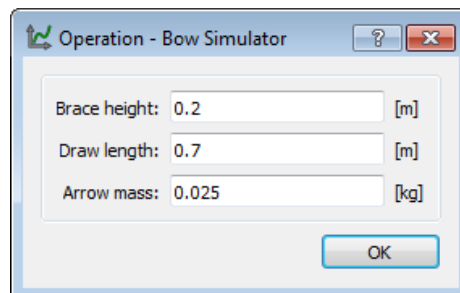 Operation - Bow Simulator
Brace height: 0.2 [m]
Draw length: 0.7 [m]
Arrow mass: 0.025 [kg]
OK